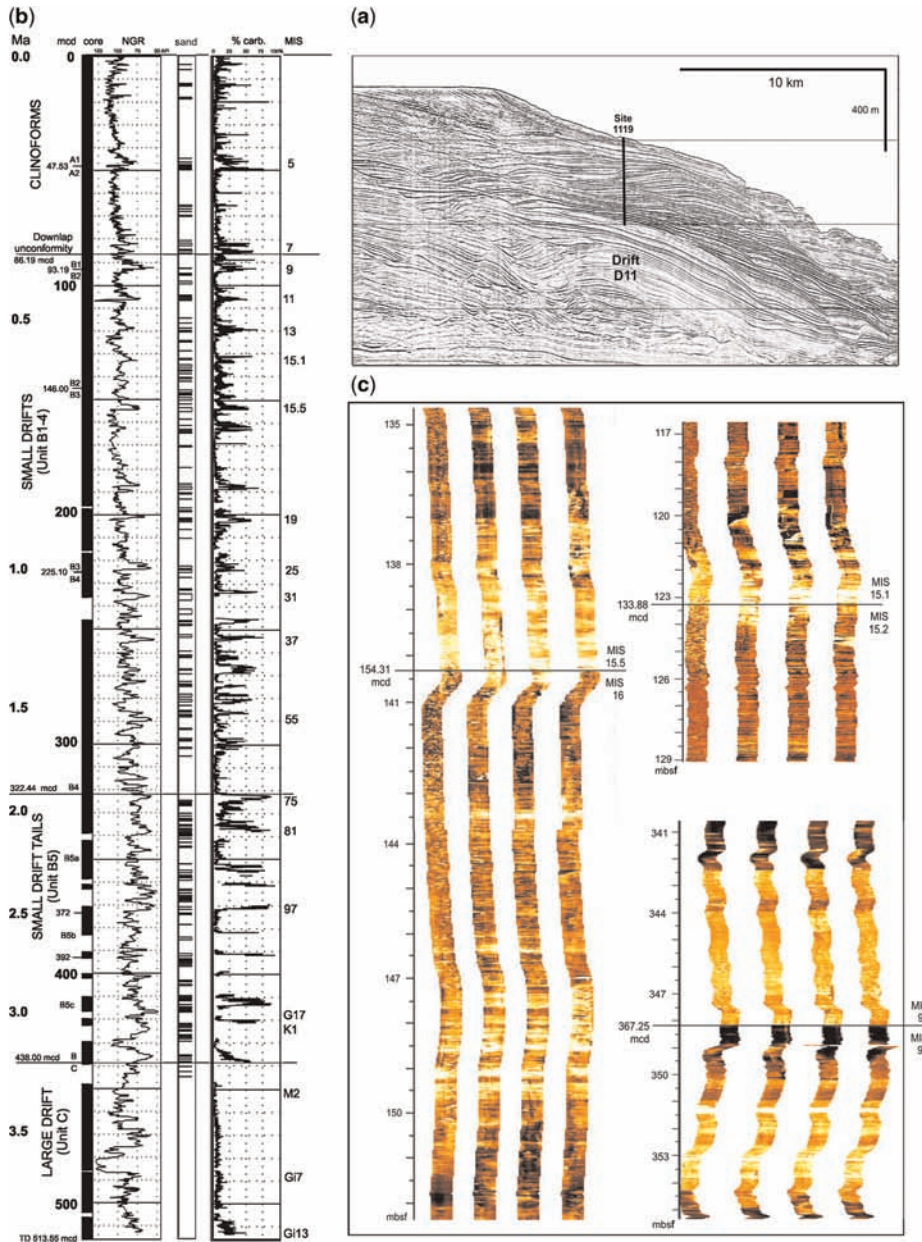 (b)
Ma mcd core NGR sand % carb. MIS
0.0 0
CLINOFORMS
A1
47.53
A2
5
Downlap
unconformity
7
86.19 mcd
93.19
B1
B2
9
100
11
0.5
13
15.1
146.00
B2
B3
15.5
SMALL DRIFTS
(Unit B1-4)
200
19
1.0
225.10
B3
B4
25
31
37
1.5
55
300
322.44 mcd B4
75
2.0
81
SMALL DRIFT TAILS
(Unit B5)
B5a
2.5
372
97
B5b
392
400
B5c
3.0
G17
K1
438.00 mcd B
C
M2
LARGE DRIFT
(Unit C)
3.5
Gi7
500
Gi13
TD 513.55 mcd
(a)
10 km
400 m
Site
1119
Drift
D11
(c)
135
138
MIS
15.5
154.31
mcd
MIS
16
141
144
147
150
mbsf
117
120
123
MIS
15.1
133.88
mcd
MIS
15.2
126
129
mbsf
341
344
347
367.25
mcd
350
353
mbsf